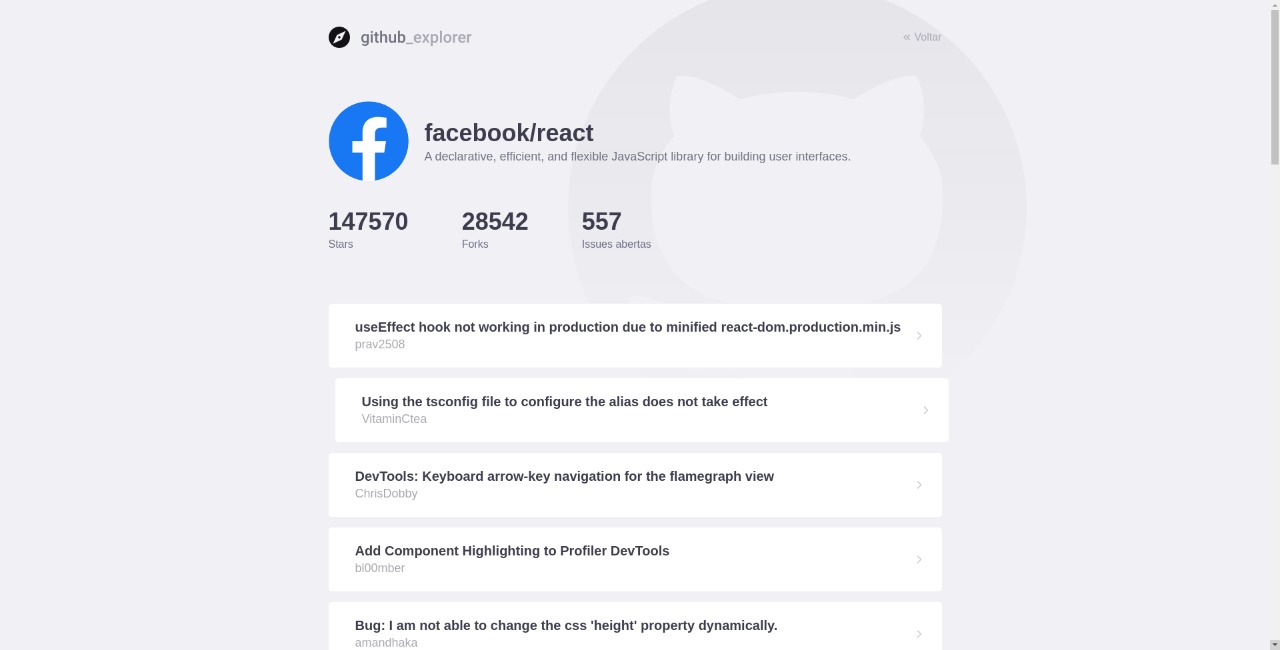 github_explorer
« Voltar
facebook/react
A declarative, efficient, and flexible JavaScript library for building user interfaces.
147570 28542 557
Stars Forks Issues abertas
useEffect hook not working in production due to minified react-dom.production.min.js
prav2508
Using the tsconfig file to configure the alias does not take effect
VitaminCtea
DevTools: Keyboard arrow-key navigation for the flamegraph view
ChrisDobby
Add Component Highlighting to Profiler DevTools
bl00mber
Bug: I am not able to change the css 'height' property dynamically.
amandhaka